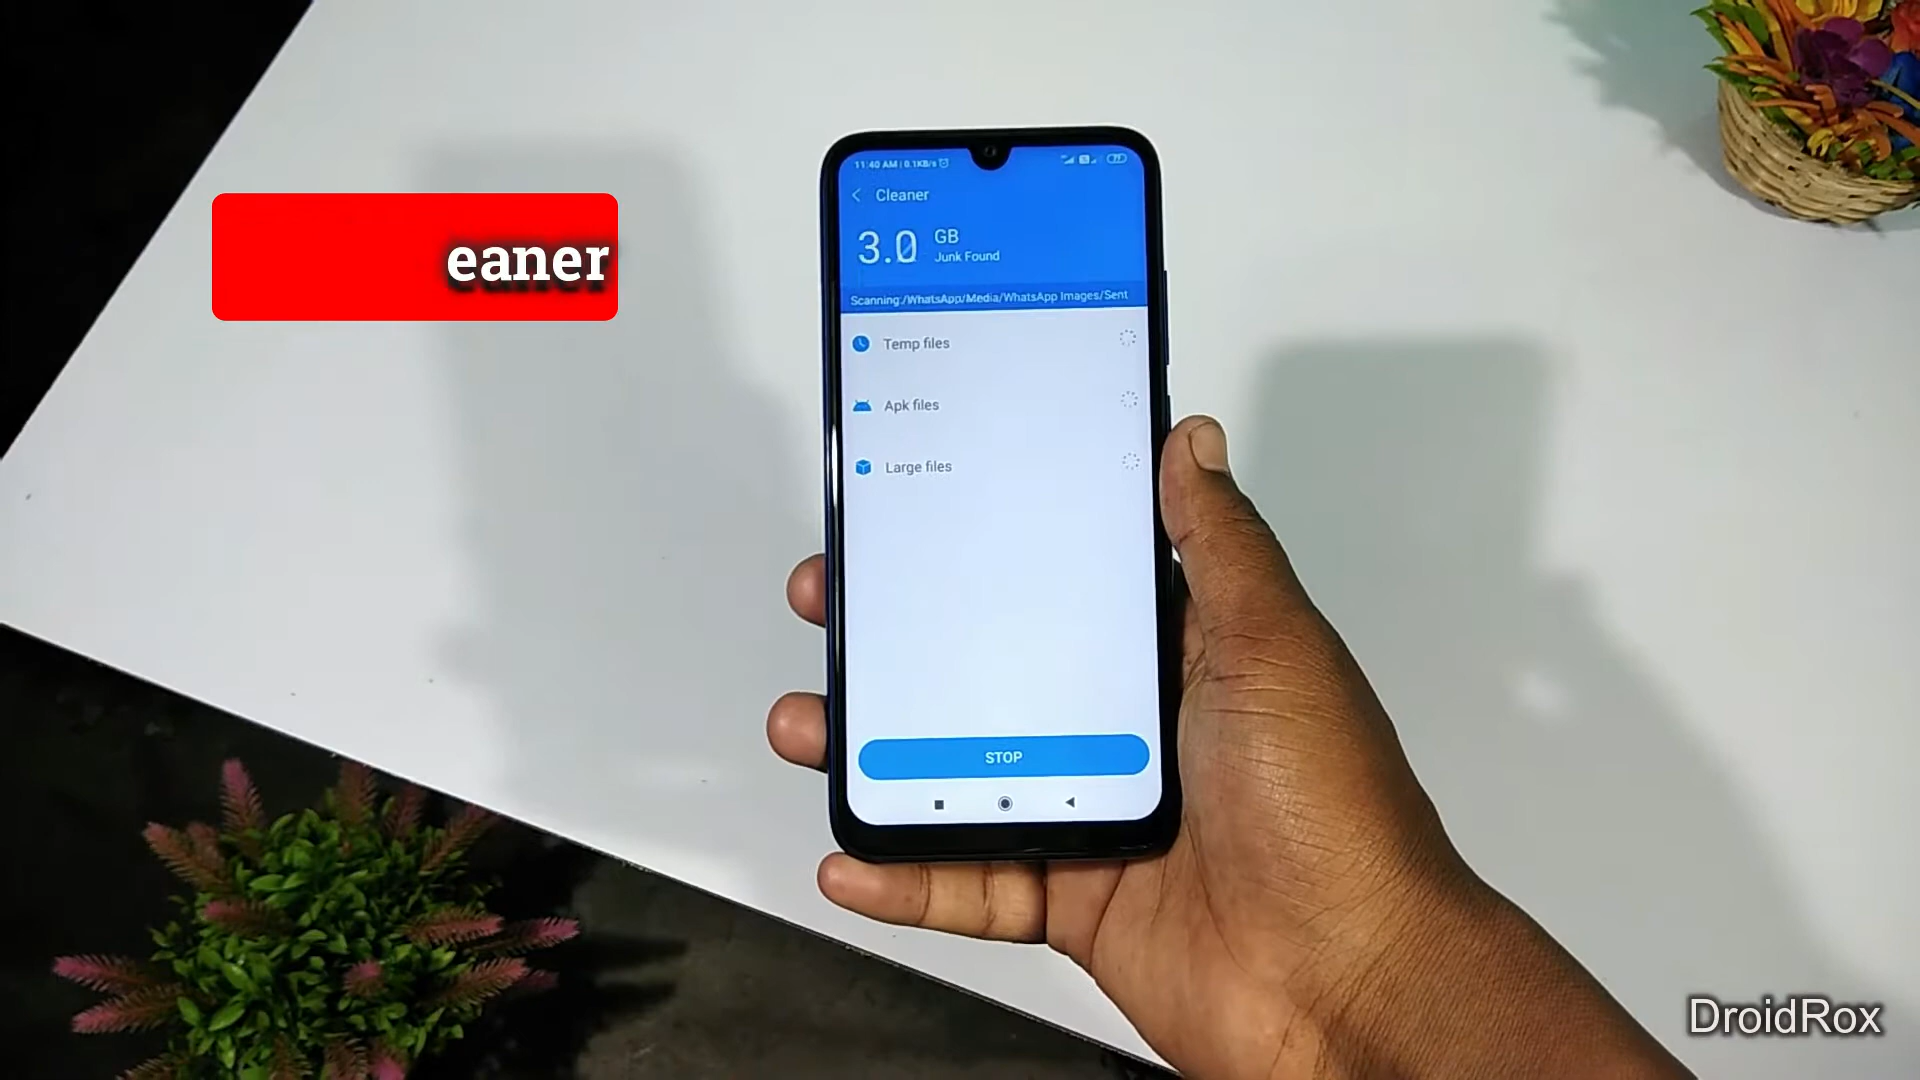 eaner
11:40 AM | 0.1KB/s
Cleaner
3.0 GB
Junk Found
Scanning:/WhatsApp/Media/WhatsApp Images/Sent
Temp files
Apk files
Large files
STOP
DroidRox